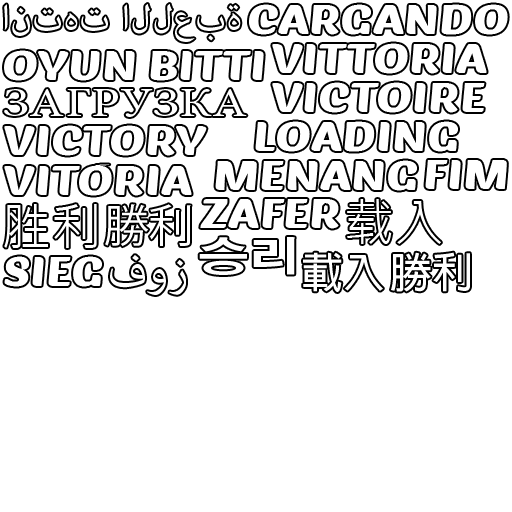 انتهت اللعبة CARGANDO
OYUN BITTI VITTORIA
ЗАГРУЗКА VICTOIRE
VICTORY LOADING
VITÓRIA MENANG FIM
胜利 勝利 ZAFER 载入
SIEG فوز 승리 載入 勝利